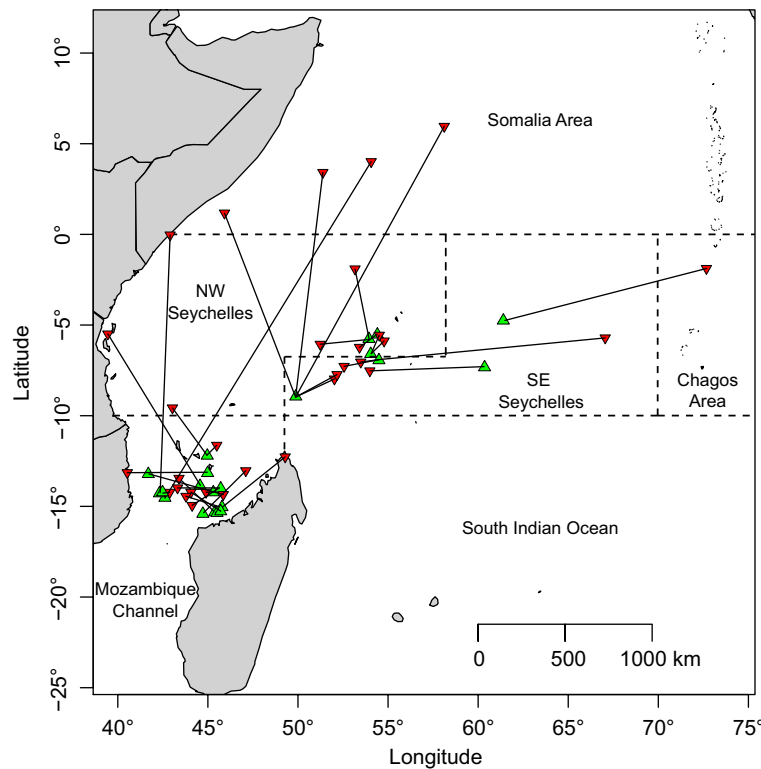 10°
5°
0°
−5°
−10°
−15°
−20°
−25°
Latitude
Somalia Area
NW
Seychelles
SE
Seychelles
Chagos
Area
South Indian Ocean
Mozambique
Channel
0 500 1000 km
40° 45° 50° 55° 60° 65° 70° 75°
Longitude